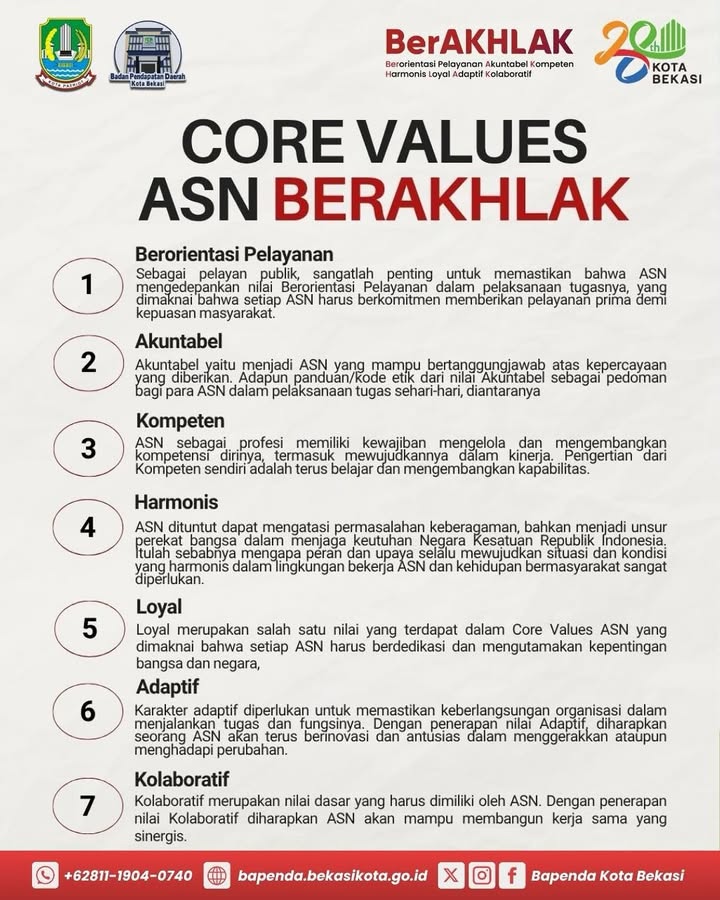 KOTA PATRIOT
Badan Pendapatan Daerah
Kota Bekasi
BerAKHLAK
Berorientasi Pelayanan Akuntabel Kompeten
Harmonis Loyal Adaptif Kolaboratif
28th
KOTA
BEKASI
CORE VALUES
ASN BERAKHLAK
1
Berorientasi Pelayanan
Sebagai pelayan publik, sangatlah penting untuk memastikan bahwa ASN
mengedepankan nilai Berorientasi Pelayanan dalam pelaksanaan tugasnya, yang
dimaknai bahwa setiap ASN harus berkomitmen memberikan pelayanan prima demi
kepuasan masyarakat.
2
Akuntabel
Akuntabel yaitu menjadi ASN yang mampu bertanggungjawab atas kepercayaan
yang diberikan. Adapun panduan/kode etik dari nilai Akuntabel sebagai pedoman
bagi para ASN dalam pelaksanaan tugas sehari-hari, diantaranya
3
Kompeten
ASN sebagai profesi memiliki kewajiban mengelola dan mengembangkan
kompetensi dirinya, termasuk mewujudkannya dalam kinerja. Pengertian dari
Kompeten sendiri adalah terus belajar dan mengembangkan kapabilitas.
4
Harmonis
ASN dituntut dapat mengatasi permasalahan keberagaman, bahkan menjadi unsur
perekat bangsa dalam menjaga keutuhan Negara Kesatuan Republik Indonesia.
Itulah sebabnya mengapa peran dan upaya selalu mewujudkan situasi dan kondisi
yang harmonis dalam lingkungan bekerja ASN dan kehidupan bermasyarakat sangat
diperlukan.
5
Loyal
Loyal merupakan salah satu nilai yang terdapat dalam Core Values ASN yang
dimaknai bahwa setiap ASN harus berdedikasi dan mengutamakan kepentingan
bangsa dan negara,
6
Adaptif
Karakter adaptif diperlukan untuk memastikan keberlangsungan organisasi dalam
menjalankan tugas dan fungsinya. Dengan penerapan nilai Adaptif, diharapkan
seorang ASN akan terus berinovasi dan antusias dalam menggerakkan ataupun
menghadapi perubahan.
7
Kolaboratif
Kolaboratif merupakan nilai dasar yang harus dimiliki oleh ASN. Dengan penerapan
nilai Kolaboratif diharapkan ASN akan mampu membangun kerja sama yang
sinergis.
+62811-1904-0740
bapenda.bekasikota.go.id
Bapenda Kota Bekasi